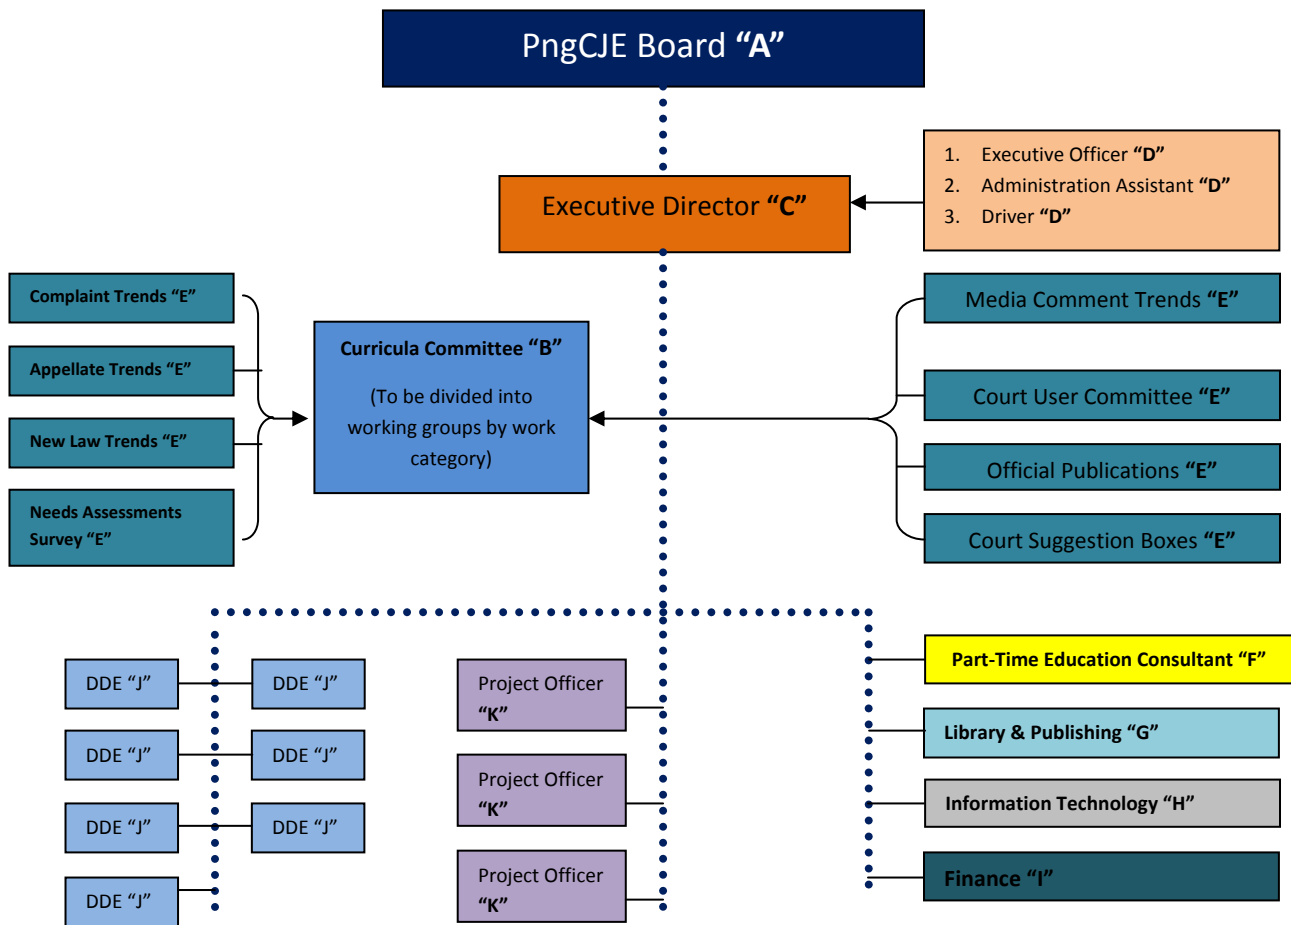 PngCJE Board “A”
1. Executive Officer “D”
2. Administration Assistant “D”
3. Driver “D”
Executive Director “C”
Complaint Trends “E”
Appellate Trends “E”
New Law Trends “E”
Needs Assessments
Survey “E”
Curricula Committee “B”
(To be divided into
working groups by work
category)
Media Comment Trends “E”
Court User Committee “E”
Official Publications “E”
Court Suggestion Boxes “E”
DDE “J”
DDE “J”
DDE “J”
DDE “J”
DDE “J”
DDE “J”
DDE “J”
Project Officer
“K”
Project Officer
“K”
Project Officer
“K”
Part-Time Education Consultant “F”
Library & Publishing “G”
Information Technology “H”
Finance “I”